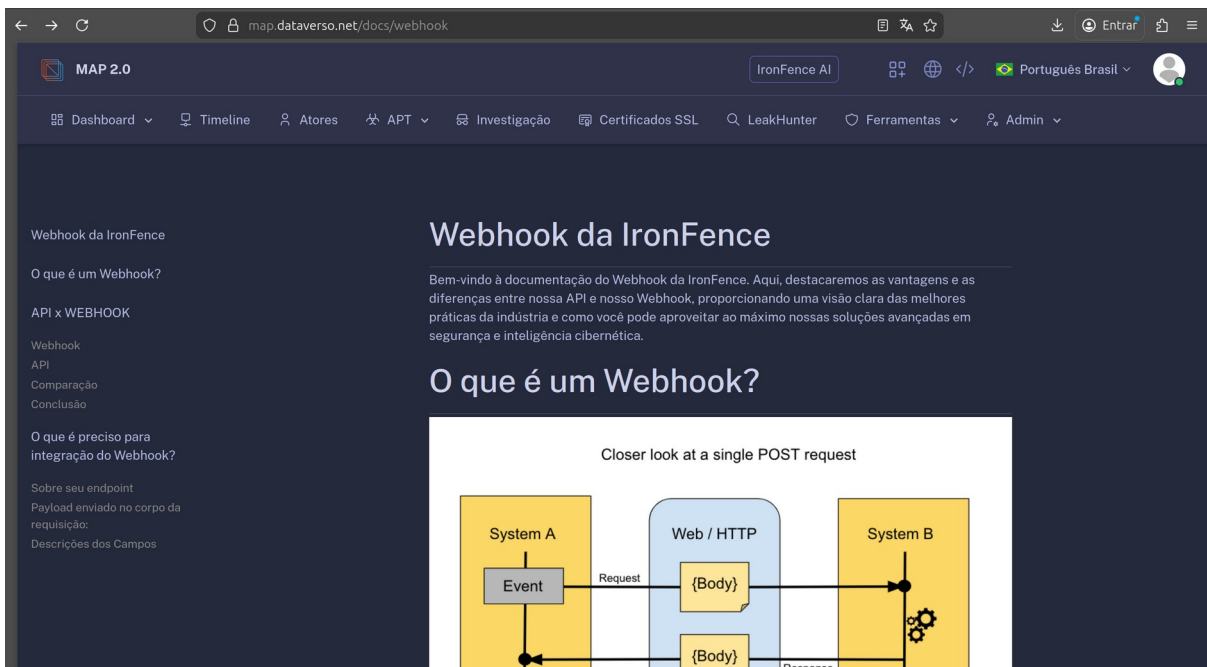 map.dataverso.net/docs/webhook
Entrar
MAP 2.0
IronFence AI
Português Brasil
Dashboard
Timeline
Atores
APT
Investigação
Certificados SSL
LeakHunter
Ferramentas
Admin
Webhook da IronFence
O que é um Webhook?
API x WEBHOOK
Webhook
API
Comparação
Conclusão
O que é preciso para
integração do Webhook?
Sobre seu endpoint
Payload enviado no corpo da
requisição:
Descrições dos Campos
Webhook da IronFence
Bem-vindo à documentação do Webhook da IronFence. Aqui, destacaremos as vantagens e as
diferenças entre nossa API e nosso Webhook, proporcionando uma visão clara das melhores
práticas da indústria e como você pode aproveitar ao máximo nossas soluções avançadas em
segurança e inteligência cibernética.
O que é um Webhook?
Closer look at a single POST request
System A
Web / HTTP
System B
Event
Request
{Body}
{Body}
Response